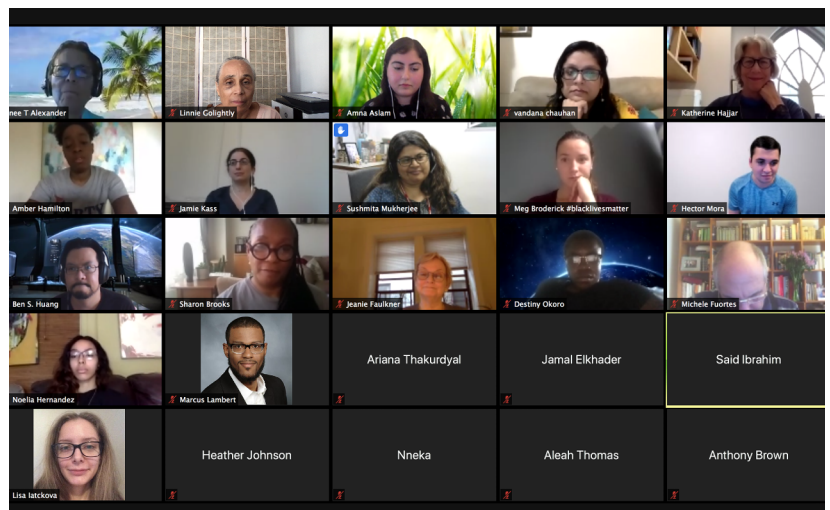 nee T Alexander
Linnie Golightly
Amna Aslam
vandana chauhan
Katherine Hajjar
Amber Hamilton
Jamie Kass
Sushmita Mukherjee
Meg Broderick #blacklivesmatter
Hector Mora
Ben S. Huang
Sharon Brooks
Jeanie Faulkner
Destiny Okoro
Michele Fuortes
Noelia Hernandez
Marcus Lambert
Ariana Thakurdyal
Jamal Elkhader
Said Ibrahim
Lisa Iatckova
Heather Johnson
Nneka
Aleah Thomas
Anthony Brown